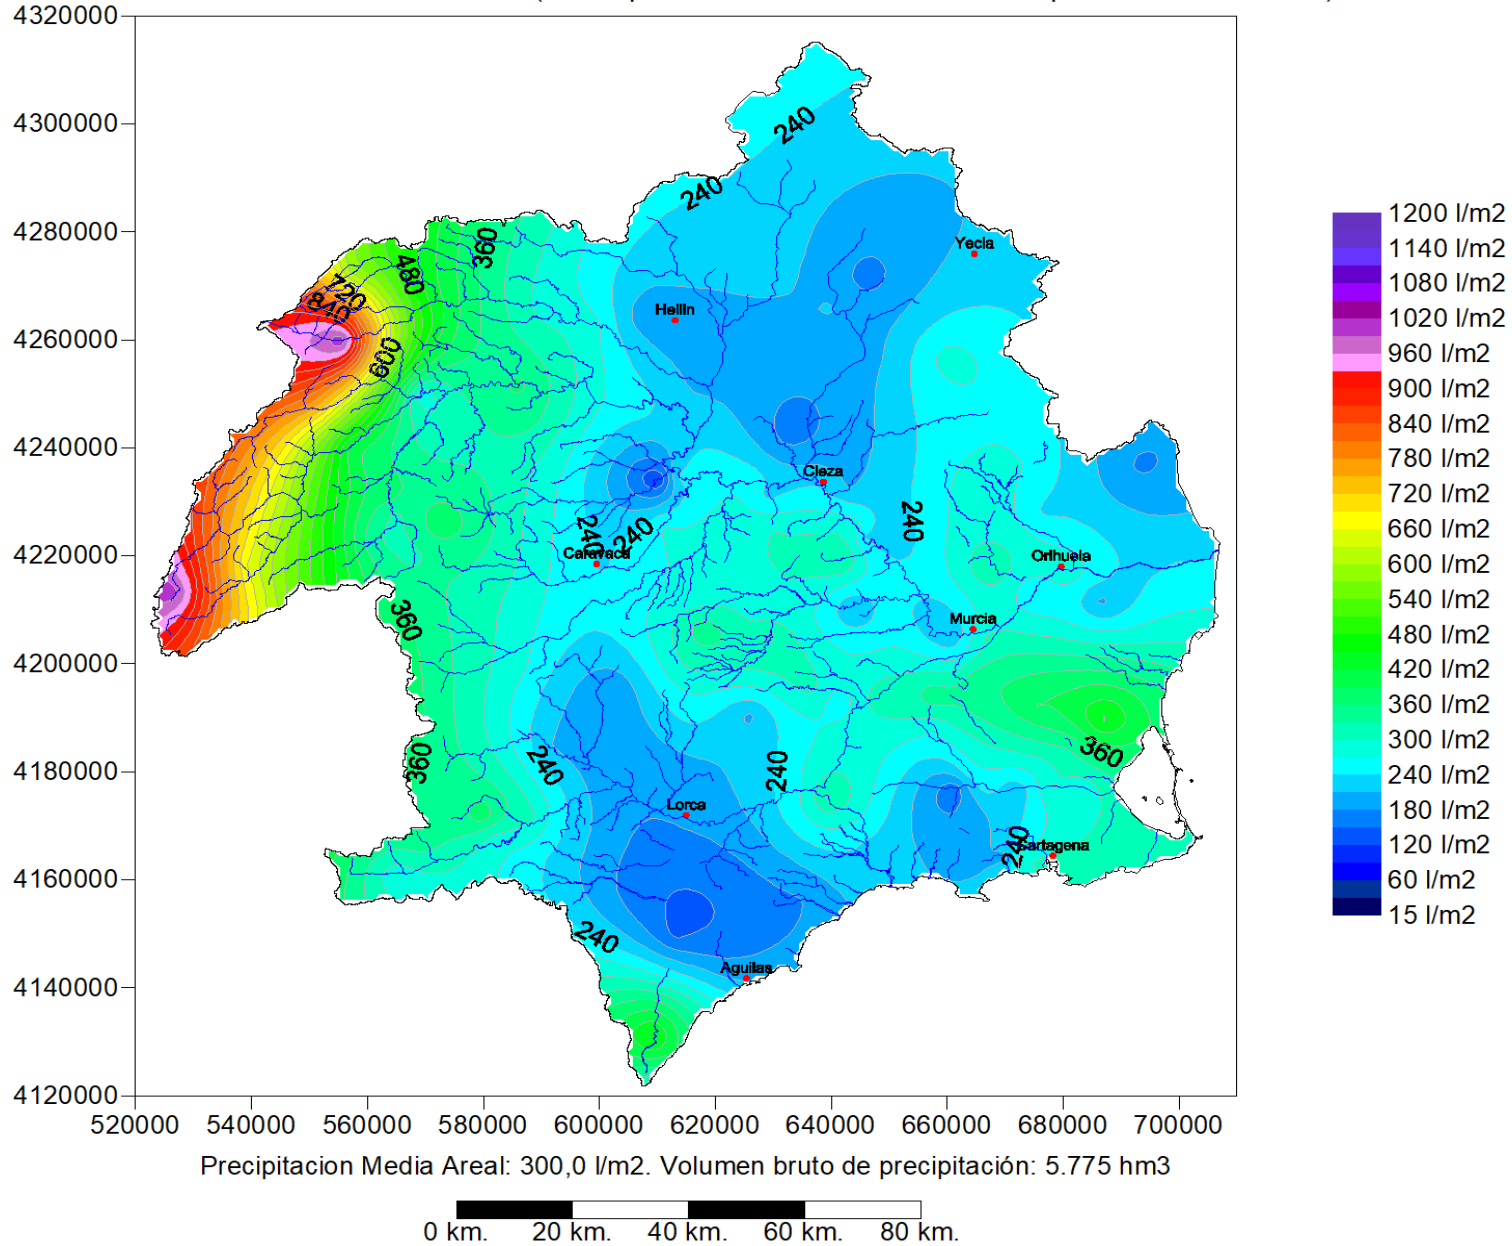 4320000
4300000
4280000
4260000
4240000
4220000
4200000
4180000
4160000
4140000
4120000
520000 540000 560000 580000 600000 620000 640000 660000 680000 700000
240
240
360
480
720
840
600
Yecla
Hellin
Cieza
240
240
240
Caravaca
Orihuela
360
Murcia
360
240
240
360
Lorca
240
Cartagena
240
Aguilas
1200 l/m2
1140 l/m2
1080 l/m2
1020 l/m2
960 l/m2
900 l/m2
840 l/m2
780 l/m2
720 l/m2
660 l/m2
600 l/m2
540 l/m2
480 l/m2
420 l/m2
360 l/m2
300 l/m2
240 l/m2
180 l/m2
120 l/m2
60 l/m2
15 l/m2
Precipitacion Media Areal: 300,0 l/m2. Volumen bruto de precipitación: 5.775 hm3
0 km. 20 km. 40 km. 60 km. 80 km.